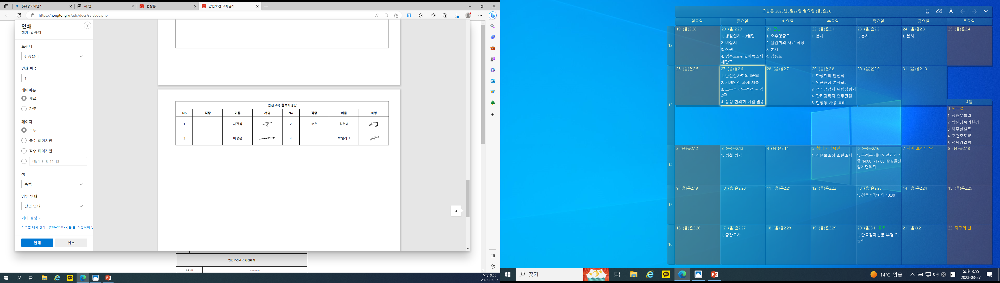 (주)성도이엔지
새 탭
현장통
안전보건 교육일지
https://hongtong.kr/adc/docs/safeEdu.php
인쇄
합계: 4 용지
?
프린터
6 중컬러
인쇄 매수
1
레이아웃
세로
가로
페이지
모두
홀수 페이지만
짝수 페이지만
예: 1-5, 8, 11-13
색
흑백
양면 인쇄
단면 인쇄
기타 설정
시스템 대화 상자... (Ctrl+Shift+P)을(를) 사용하여 인
인쇄 취소
안전교육 참석자명단
No 직종 이름 서명 No 직종 이름 서명
1 차진석 2 보온 김현범
3 이정운 4 박얼래그
4
안전보건교육 사진대지
교육일지 2023-03-10
오후 3:55
2023-03-27
오늘은 2023년3월27일 월요일 (음)윤2.6
일요일 월요일 화요일 수요일 목요일 금요일 토요일
12
19 (음)2.28
20 (음)2.29
1. 병철연차 ~3월말
2. 미실시
3. 창원
4. 영종도memc이녹스제
세판교
21 춘분
1. 오후영종도
2. 월간회의 자료 작성
3. 본사
4. 영종도
22 (음)윤2.1
1. 본사
23 (음)윤2.2
1. 본사
24 (음)윤2.3
1. 본사
25 (음)윤2.4
13
26 (음)윤2.5
27 (음)윤2.6
1. 안전전사회의 08:00
2. 기계안전 과제 제출
3. 노동부 감독점검 ~ 약
2주
4. 삼성 협의회 메일 발송
28 (음)윤2.7
29 (음)윤2.8
1. 화상회의 안전직
2. 인근현장 본사로..
3. 정기점검시 위험성평가
4. 관리감독자 업무관련
5. 현장통 사용 독려
30 (음)윤2.9
31 (음)윤2.10
4월
1 만우절
1. 장현우북리
2. 박인창북리한경
3. 박주환셀트
4. 조건호도교
5. 성낙경알박
14
2 (음)윤2.12
3 (음)윤2.13
1. 병철 병가
4 (음)윤2.14
5 청명 / 식목일
1. 심은보소장 소환조사
6 (음)윤2.16
1. 문정동 래미안갤러리 1
층 14:00 ~17:00 삼성물산
정기협의회
7 세계 보건의 날
8 (음)윤2.18
15
9 (음)윤2.19
10 (음)윤2.20
11 (음)윤2.21
12 (음)윤2.22
13 (음)윤2.23
1. 건축소장회의 13:30
14 (음)윤2.24
15 (음)윤2.25
16
16 (음)윤2.26
17 (음)윤2.27
1. 중간고사
18 (음)윤2.28
19 (음)윤2.29
20 (음)3.1 곡우
1. 한국경제신문 부평 기
공식
21 (음)3.2
22 지구의 날
찾기
14°C 맑음
한
오후 3:55
2023-03-27